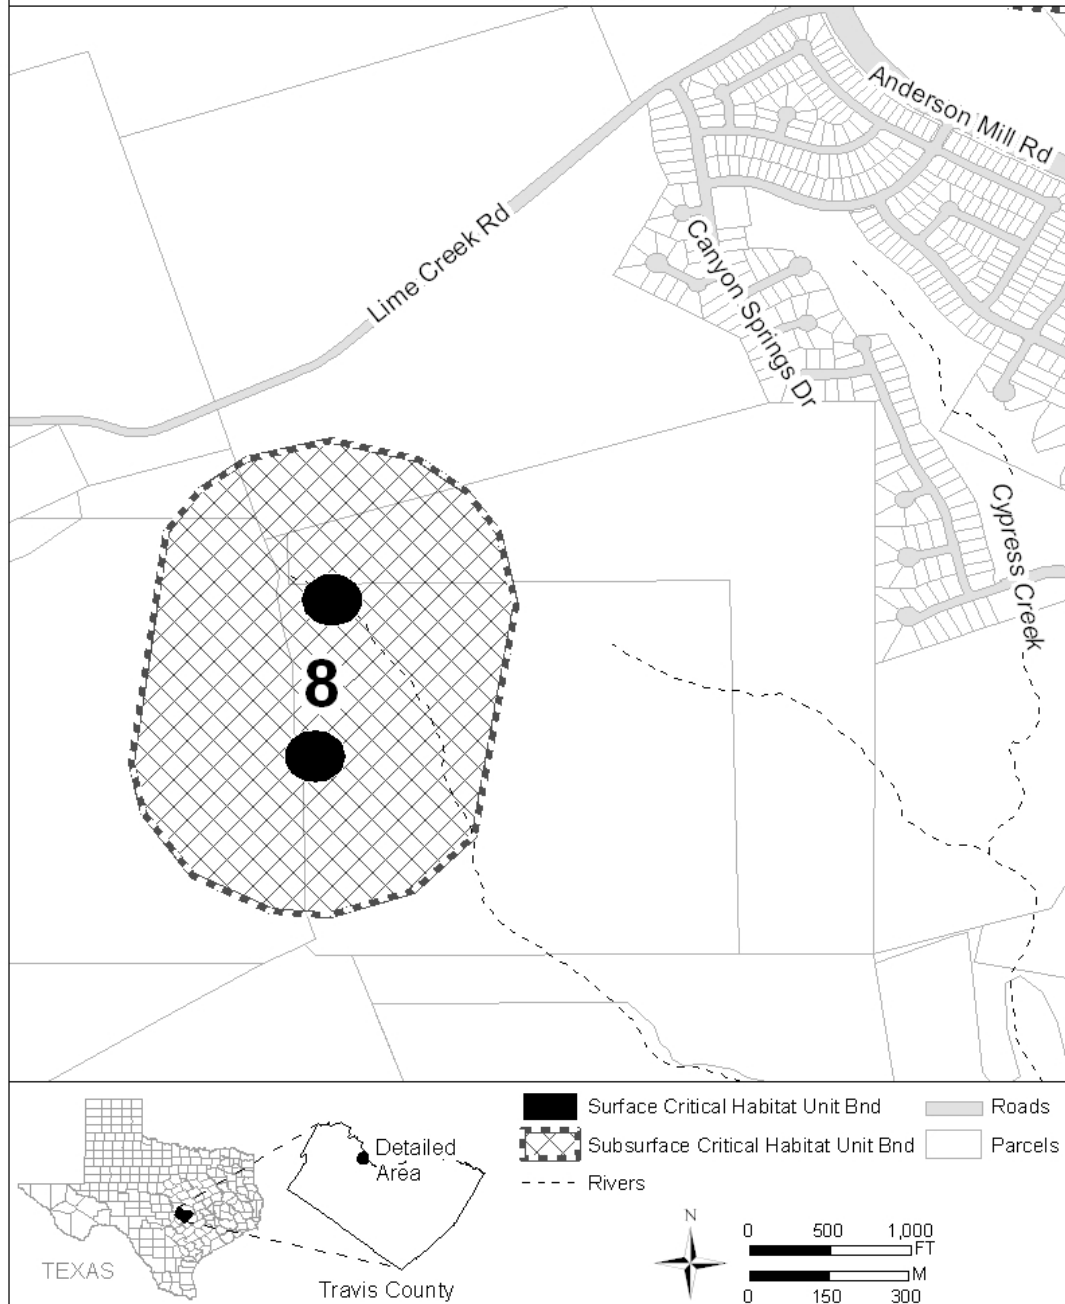 Anderson Mill Rd
Lime Creek Rd
Canyon Springs Dr
Cypress Creek
8
Surface Critical Habitat Unit Bnd
Roads
Subsurface Critical Habitat Unit Bnd
Parcels
Rivers
Detailed
Area
TEXAS
Travis County
N
0 500 1,000
FT
M
0 150 300